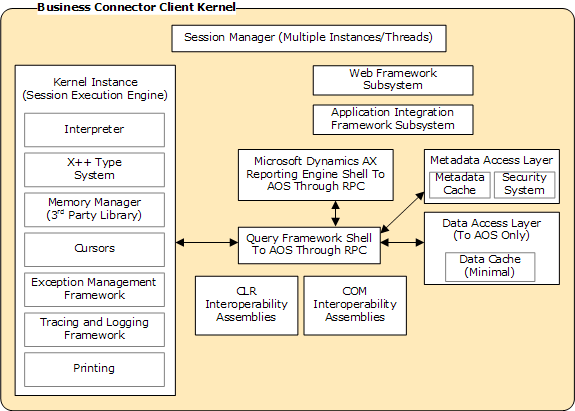 Business Connector Client Kernel
Session Manager (Multiple Instances/Threads)
Kernel Instance
(Session Execution Engine)
Interpreter
X++ Type
System
Memory Manager
(3rd Party Library)
Cursors
Exception Management
Framework
Tracing and Logging
Framework
Printing
Web Framework
Subsystem
Application Integration
Framework Subsystem
Microsoft Dynamics AX
Reporting Engine Shell To
AOS Through RPC
Query Framework Shell
To AOS Through RPC
CLR
Interoperability
Assemblies
COM
Interoperability
Assemblies
Metadata Access Layer
Metadata
Cache
Security
System
Data Access Layer
(To AOS Only)
Data Cache
(Minimal)